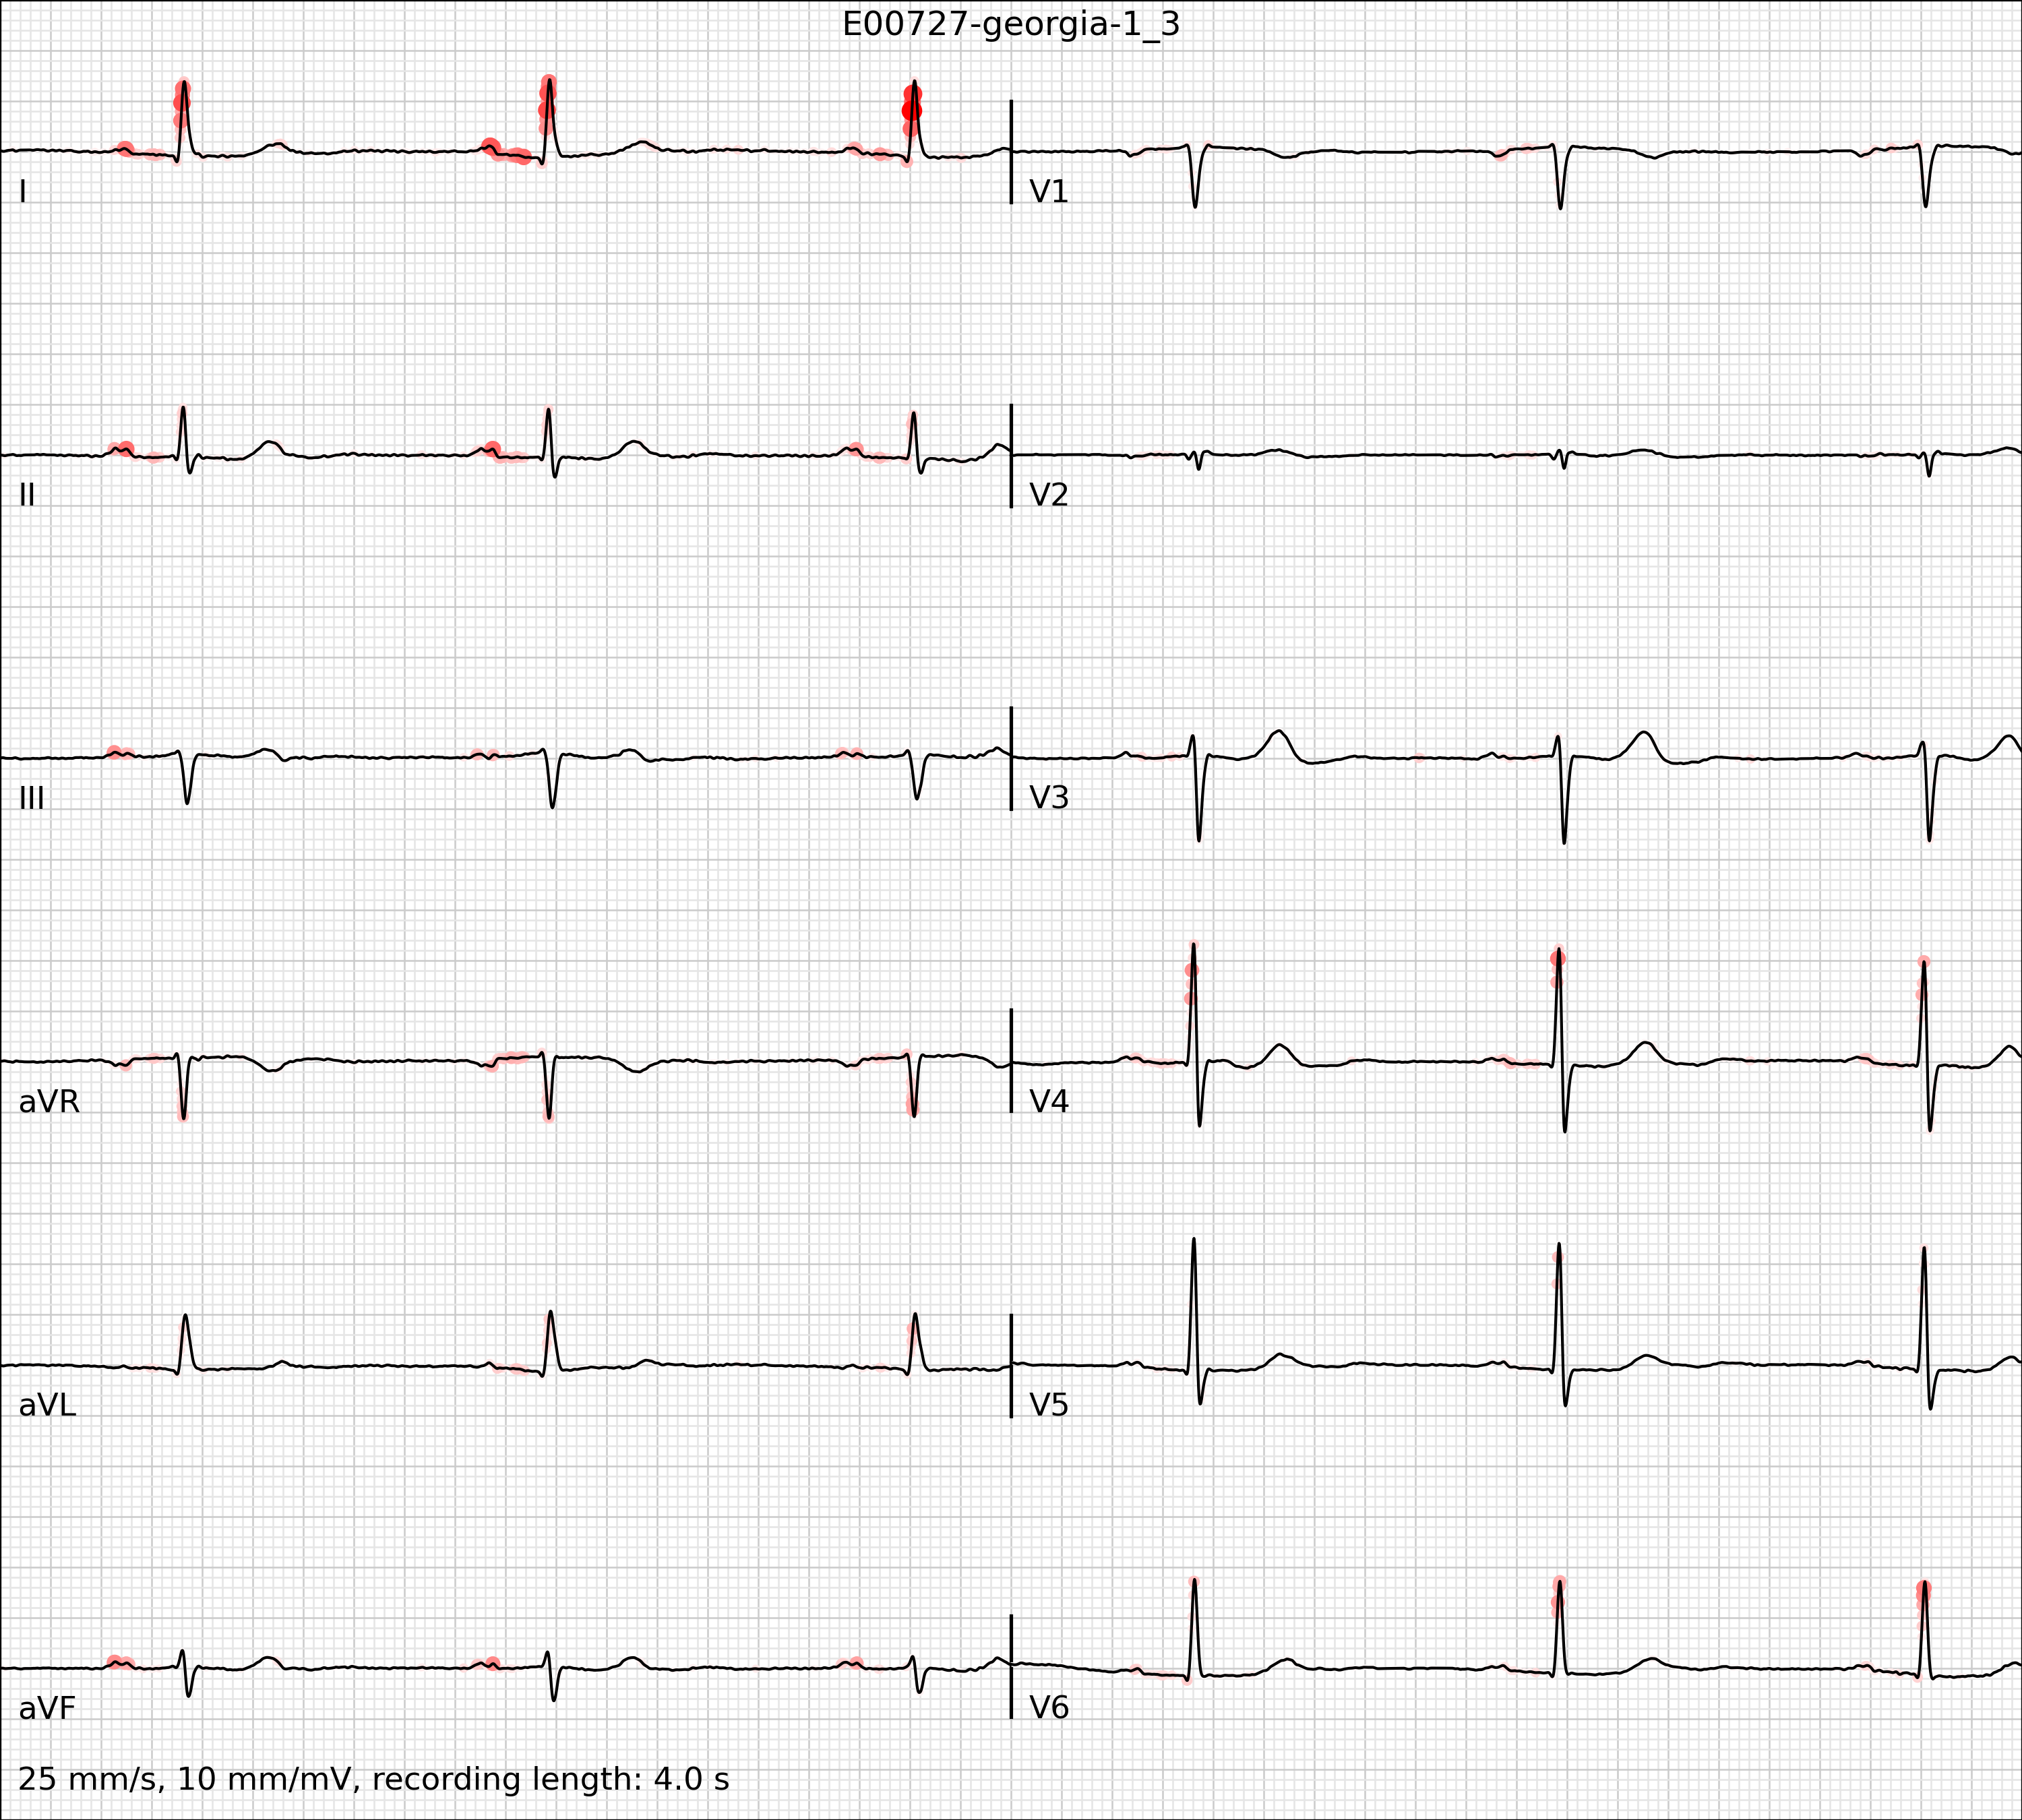 E00727-georgia-1_3
I
V1
II
V2
III
V3
aVR
V4
aVL
V5
aVF
V6
25 mm/s, 10 mm/mV, recording length: 4.0 s